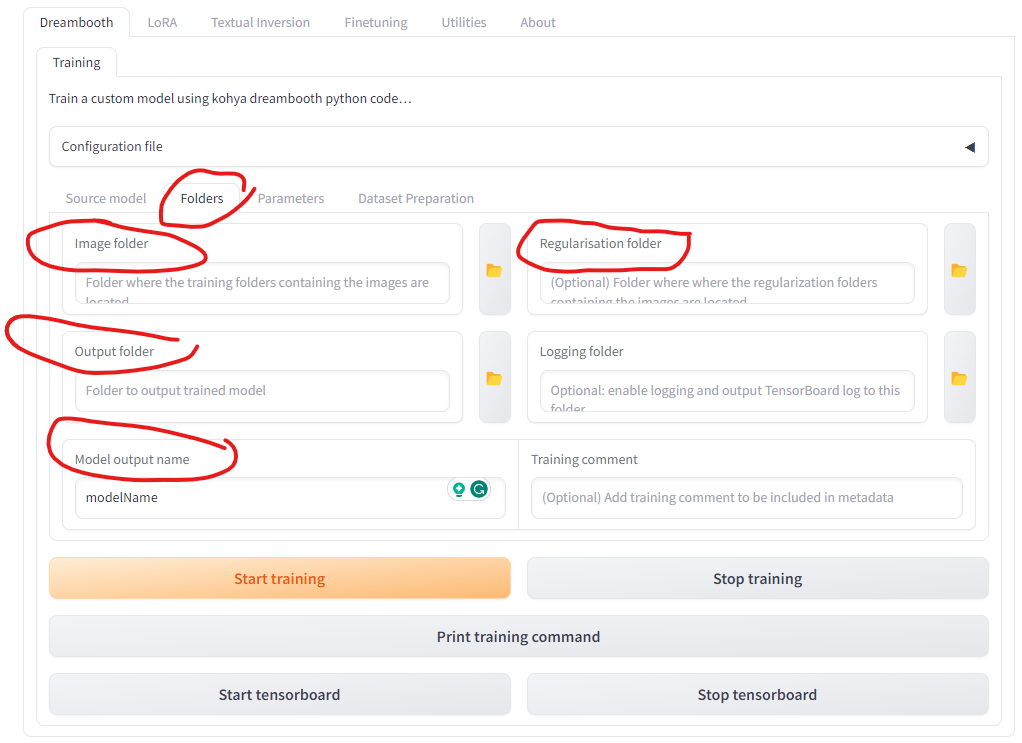 Dreambooth LoRA Textual Inversion Finetuning Utilities About
Training
Train a custom model using kohya dreambooth python code…
Configuration file
Source model Folders Parameters Dataset Preparation
Image folder Regularisation folder
Folder where the training folders containing the images are (Optional) Folder where where the regularization folders
located containing the images are located
Output folder Logging folder
Folder to output trained model Optional: enable logging and output TensorBoard log to this
folder
Model output name Training comment
modelName (Optional) Add training comment to be included in metadata
Start training Stop training
Print training command
Start tensorboard Stop tensorboard